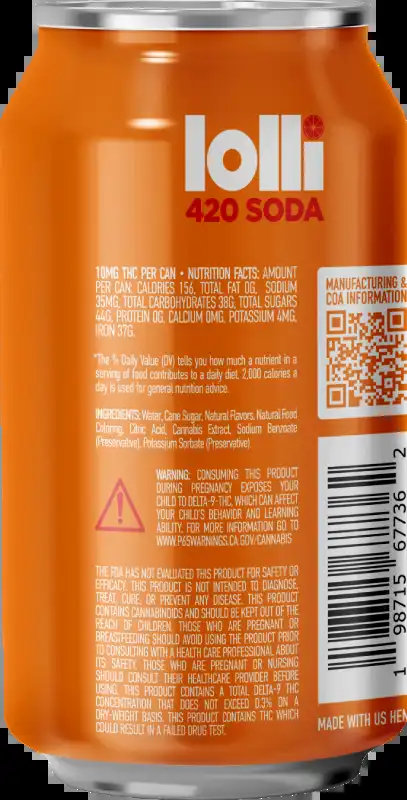 lolli
420 SODA
10MG THC PER CAN • NUTRITION FACTS: AMOUNT
PER CAN: CALORIES 156, TOTAL FAT 0G, SODIUM
35MG, TOTAL CARBOHYDRATES 38G, TOTAL SUGARS
44G, PROTEIN 0G, CALCIUM 0MG, POTASSIUM 4MG,
IRON 37G.
*The % Daily Value (DV) tells you how much a nutrient in a
serving of food contributes to a daily diet. 2,000 calories a
day is used for general nutrition advice.
INGREDIENTS: Water, Cane Sugar, Natural Flavors, Natural Food
Coloring, Citric Acid, Cannabis Extract, Sodium Benzoate
(Preservative), Potassium Sorbate (Preservative)
WARNING: CONSUMING THIS PRODUCT
DURING PREGNANCY EXPOSES YOUR
CHILD TO DELTA-9-THC, WHICH CAN AFFECT
YOUR CHILD'S BEHAVIOR AND LEARNING
ABILITY. FOR MORE INFORMATION GO TO
WWW.P65WARNINGS.CA.GOV/CANNABIS
THE FDA HAS NOT EVALUATED THIS PRODUCT FOR SAFETY OR
EFFICACY. THIS PRODUCT IS NOT INTENDED TO DIAGNOSE,
TREAT, CURE, OR PREVENT ANY DISEASE. THIS PRODUCT
CONTAINS CANNABINOIDS AND SHOULD BE KEPT OUT OF THE
REACH OF CHILDREN. THOSE WHO ARE PREGNANT OR
BREASTFEEDING SHOULD AVOID USING THE PRODUCT PRIOR
TO CONSULTING WITH A HEALTH CARE PROFESSIONAL ABOUT
ITS SAFETY. THOSE WHO ARE PREGNANT OR NURSING
SHOULD CONSULT THEIR HEALTHCARE PROVIDER BEFORE
USING. THIS PRODUCT CONTAINS A TOTAL DELTA-9 THC
CONCENTRATION THAT DOES NOT EXCEED 0.3% ON A
DRY-WEIGHT BASIS. THIS PRODUCT CONTAINS THC WHICH
COULD RESULT IN A FAILED DRUG TEST.
MANUFACTURING &
COA INFORMATION
1 98715 67736 2
MADE WITH US HEM